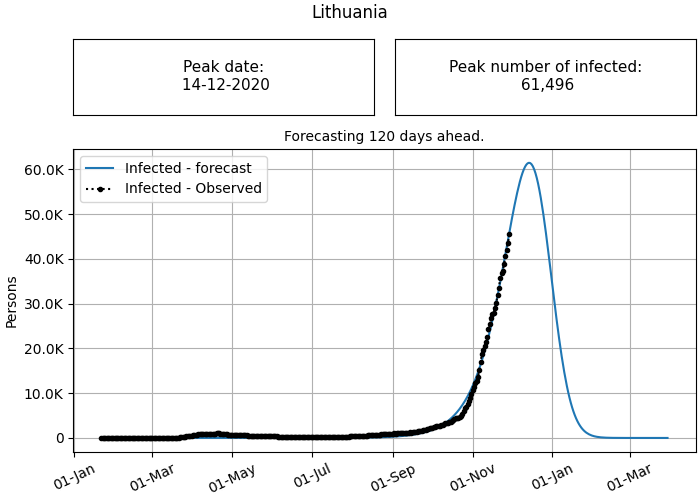 Lithuania
Peak date:
14-12-2020
Peak number of infected:
61,496
Forecasting 120 days ahead.
Infected - forecast
Infected - Observed
60.0K
50.0K
40.0K
30.0K
20.0K
10.0K
0
Persons
01-Jan
01-Mar
01-May
01-Jul
01-Sep
01-Nov
01-Jan
01-Mar